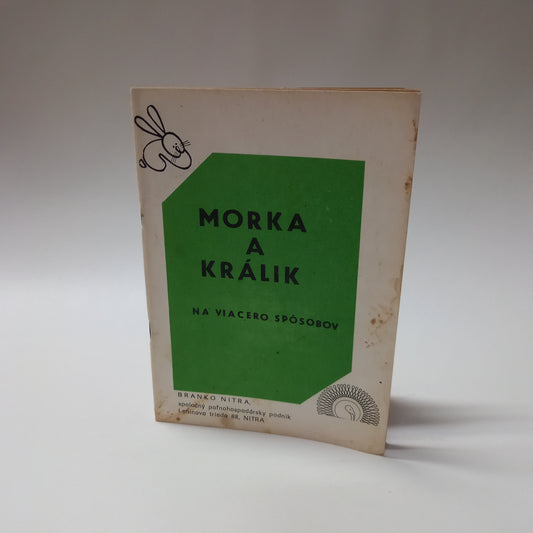 MORKA
A
KRÁLIK
NA VIACERO SPÔSOBOV
BRANKO NITRA,
spoločný poľnohospodársky podnik
Leninova trieda 88, NITRA